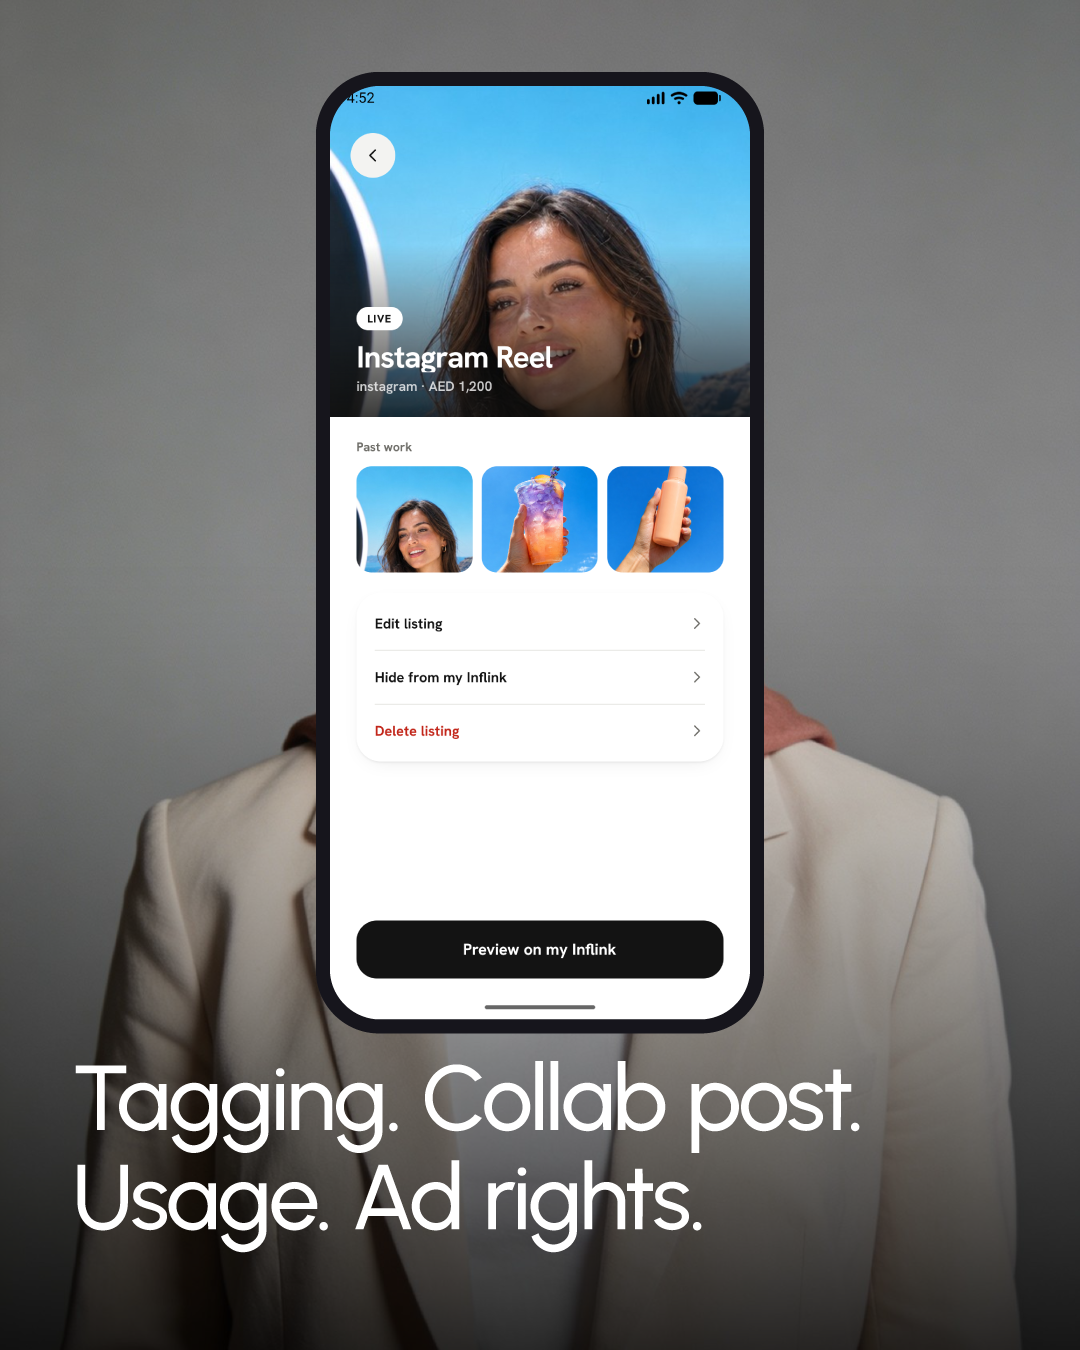 4:52
LIVE
Instagram Reel
instagram · AED 1,200
Past work
Edit listing
Hide from my Inflink
Delete listing
Preview on my Inflink
Tagging. Collab post.
Usage. Ad rights.